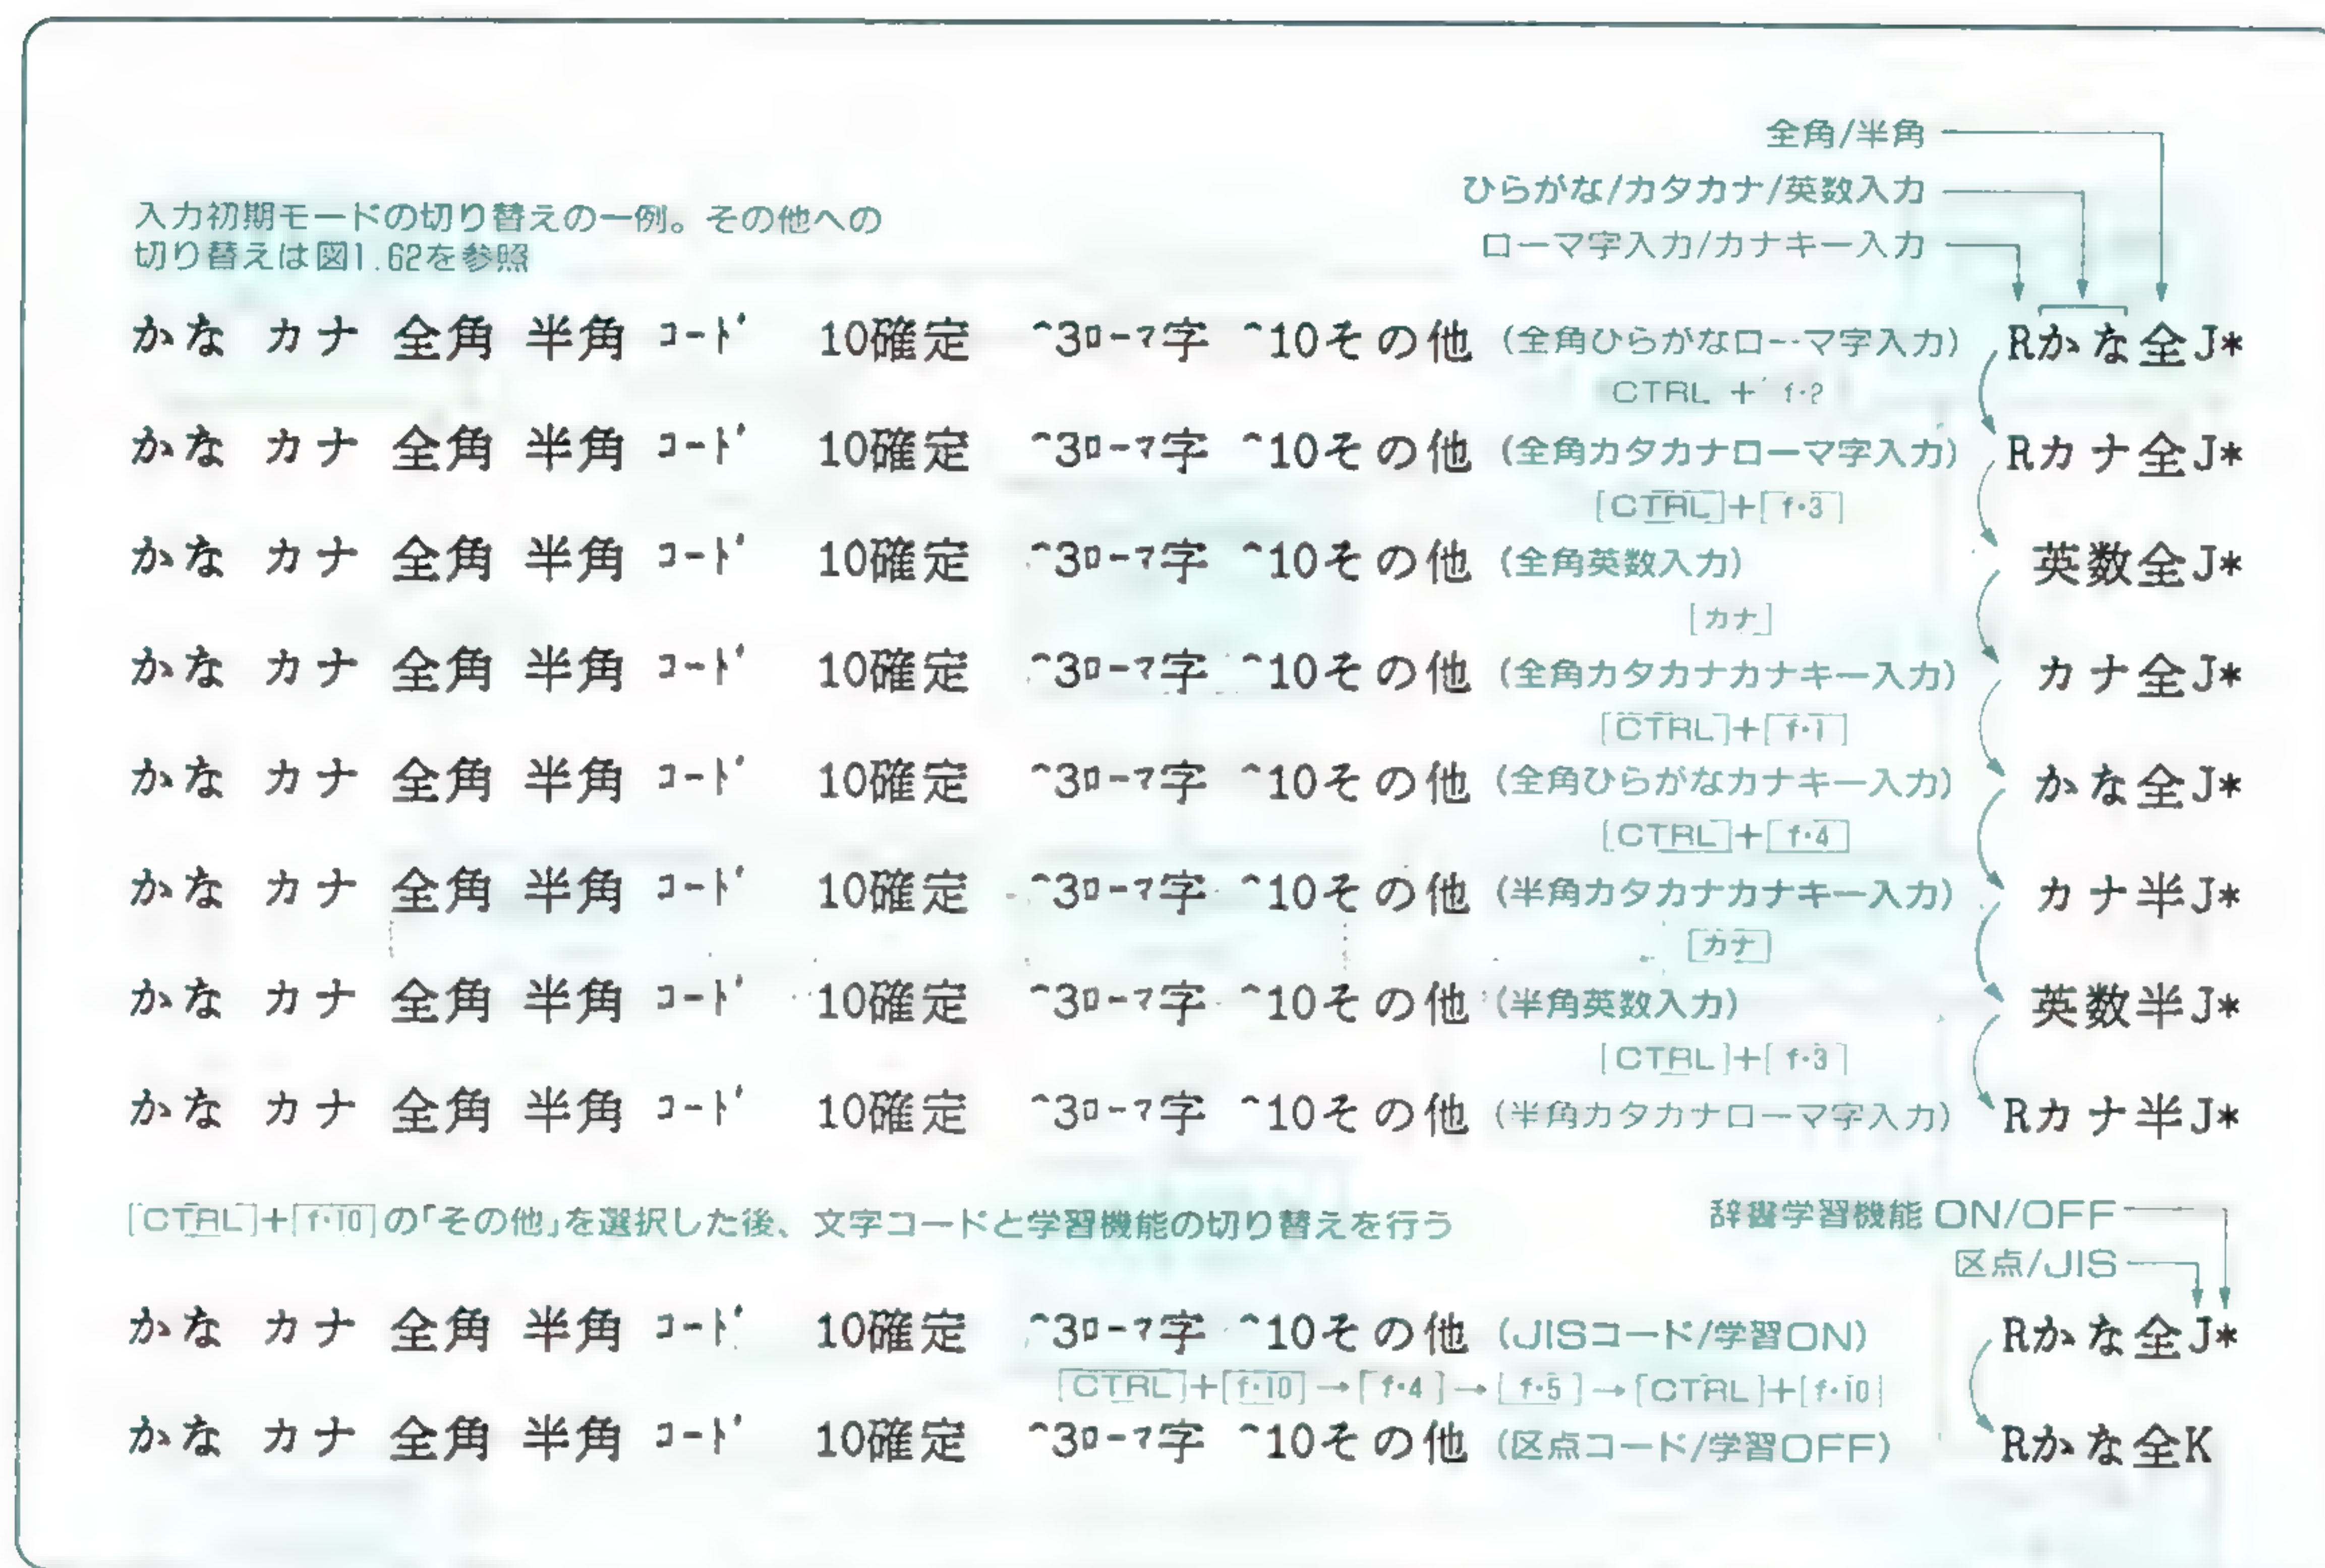 全角/半角
ひらがな/カタカナ/英数入力
ローマ字入力/カナキー入力
入力初期モードの切り替えの一例。その他への
切り替えは図1.62を参照
かな カナ 全角 半角 ｺｰﾄﾞ 10確定 ^3ﾛｰﾏ字 ^10その他 (全角ひらがなローマ字入力) Rかな全J*
CTRL + f・2
かな カナ 全角 半角 ｺｰﾄﾞ 10確定 ^3ﾛｰﾏ字 ^10その他 (全角カタカナローマ字入力) Rカナ全J*
[CTRL]+[f・3]
かな カナ 全角 半角 ｺｰﾄﾞ 10確定 ^3ﾛｰﾏ字 ^10その他 (全角英数入力) 英数全J*
[カナ]
かな カナ 全角 半角 ｺｰﾄﾞ 10確定 ^3ﾛｰﾏ字 ^10その他 (全角カタカナカナキー入力) カナ全J*
[CTRL]+[f・1]
かな カナ 全角 半角 ｺｰﾄﾞ 10確定 ^3ﾛｰﾏ字 ^10その他 (全角ひらがなカナキー入力) かな全J*
[CTRL]+[f・4]
かな カナ 全角 半角 ｺｰﾄﾞ 10確定 ^3ﾛｰﾏ字 ^10その他 (半角カタカナカナキー入力) カナ半J*
[カナ]
かな カナ 全角 半角 ｺｰﾄﾞ 10確定 ^3ﾛｰﾏ字 ^10その他 (半角英数入力) 英数半J*
[CTRL]+[f・3]
かな カナ 全角 半角 ｺｰﾄﾞ 10確定 ^3ﾛｰﾏ字 ^10その他 (半角カタカナローマ字入力) Rカナ半J*
[CTRL]+[f・10]の「その他」を選択した後、文字コードと学習機能の切り替えを行う
辞書学習機能 ON/OFF
区点/JIS
かな カナ 全角 半角 ｺｰﾄﾞ 10確定 ^3ﾛｰﾏ字 ^10その他 (JISコード/学習ON) Rかな全J*
[CTRL]+[f・10]→[f・4]→[f・5]→[CTRL]+[f・10]
かな カナ 全角 半角 ｺｰﾄﾞ 10確定 ^3ﾛｰﾏ字 ^10その他 (区点コード/学習OFF) Rかな全K